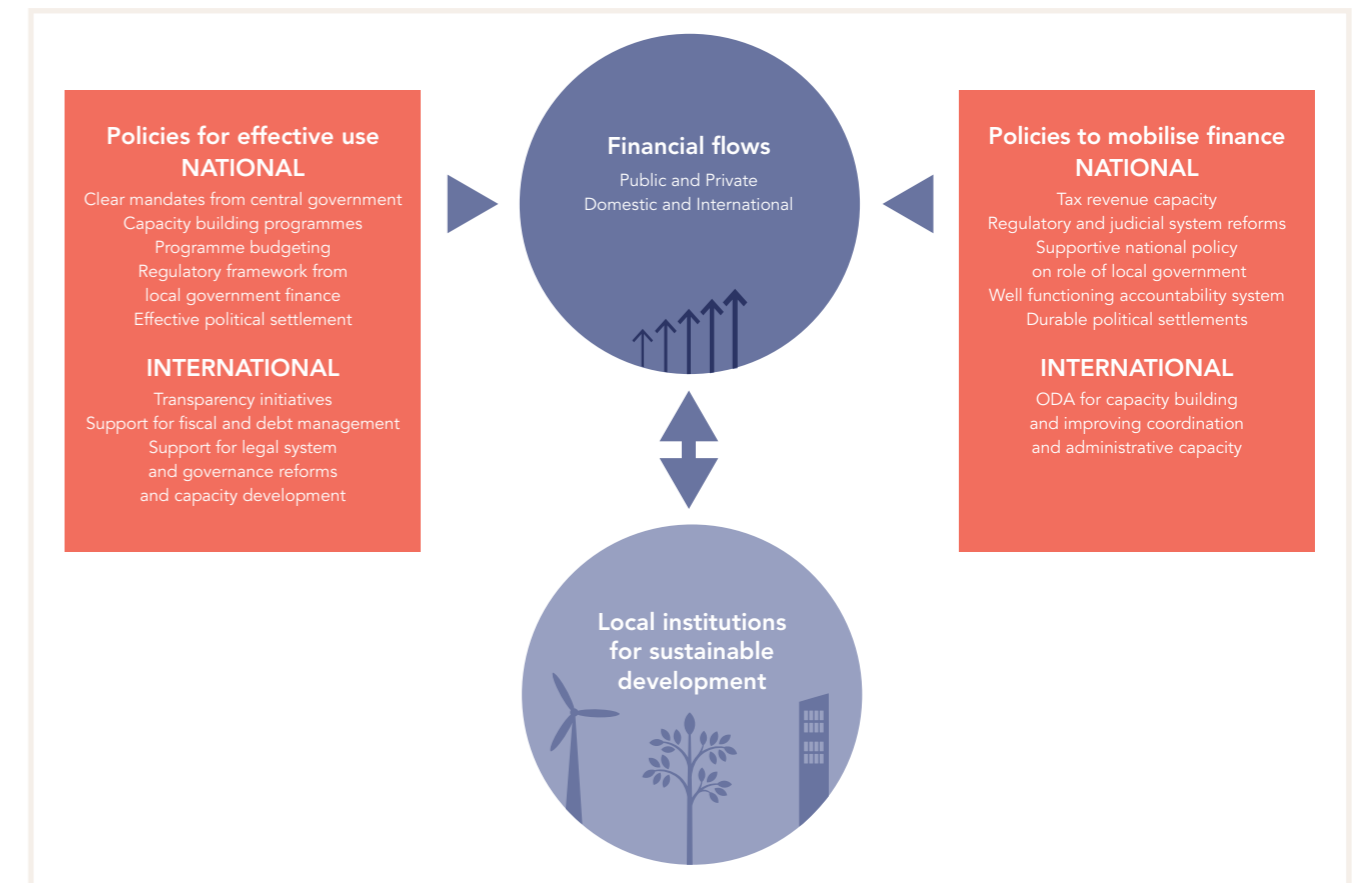 Policies for effective use
NATIONAL
Clear mandates from central government
Capacity building programmes
Programme budgeting
Regulatory framework from
local government finance
Effective political settlement
INTERNATIONAL
Transparency initiatives
Support for fiscal and debt management
Support for legal system
and governance reforms
and capacity development
Financial flows
Public and Private
Domestic and International
Policies to mobilise finance
NATIONAL
Tax revenue capacity
Regulatory and judicial system reforms
Supportive national policy
on role of local government
Well functioning accountability system
Durable political settlements
INTERNATIONAL
ODA for capacity building
and improving coordination
and administrative capacity
Local institutions
for sustainable
development